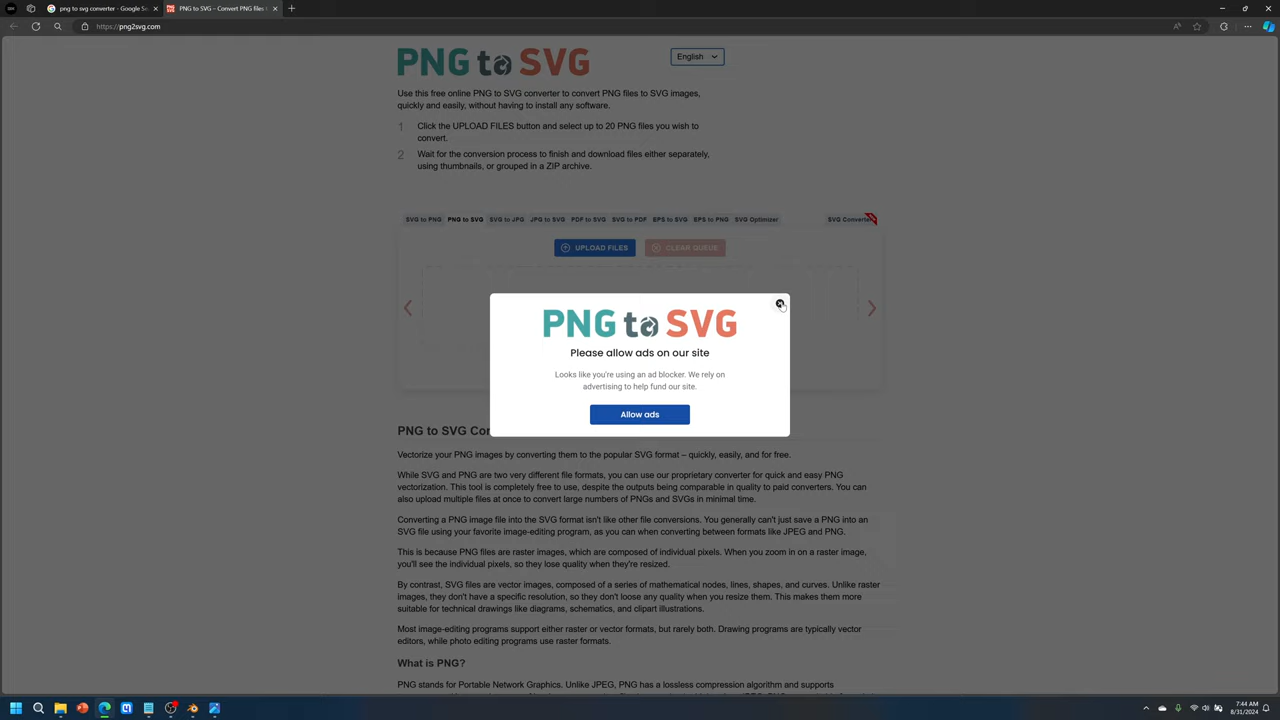 png to svg converter - Google Se
PNG to SVG – Convert PNG files t
https://png2svg.com
PNG to SVG
English
Use this free online PNG to SVG converter to convert PNG files to SVG images,
quickly and easily, without having to install any software.
1 Click the UPLOAD FILES button and select up to 20 PNG files you wish to
convert.
2 Wait for the conversion process to finish and download files either separately,
using thumbnails, or grouped in a ZIP archive.
SVG to PNG PNG to SVG SVG to JPG JPG to SVG PDF to SVG SVG to PDF EPS to SVG EPS to PNG SVG Optimizer SVG Converter
UPLOAD FILES CLEAR QUEUE
PNG to SVG
Please allow ads on our site
Looks like you're using an ad blocker. We rely on
advertising to help fund our site.
Allow ads
PNG to SVG Con
Vectorize your PNG images by converting them to the popular SVG format – quickly, easily, and for free.
While SVG and PNG are two very different file formats, you can use our proprietary converter for quick and easy PNG
vectorization. This tool is completely free to use, despite the outputs being comparable in quality to paid converters. You can
also upload multiple files at once to convert large numbers of PNGs and SVGs in minimal time.
Converting a PNG image file into the SVG format isn't like other file conversions. You generally can't just save a PNG into an
SVG file using your favorite image-editing program, as you can when converting between formats like JPEG and PNG.
This is because PNG files are raster images, which are composed of individual pixels. When you zoom in on a raster image,
you'll see the individual pixels, so they lose quality when they're resized.
By contrast, SVG files are vector images, composed of a series of mathematical nodes, lines, shapes, and curves. Unlike raster
images, they don't have a specific resolution, so they don't loose any quality when you resize them. This makes them more
suitable for technical drawings like diagrams, schematics, and clipart illustrations.
Most image-editing programs support either raster or vector formats, but rarely both. Drawing programs are typically vector
editors, while photo editing programs use raster formats.
What is PNG?
PNG stands for Portable Network Graphics. Unlike JPEG, PNG has a lossless compression algorithm and supports
7:44 AM
8/31/2024